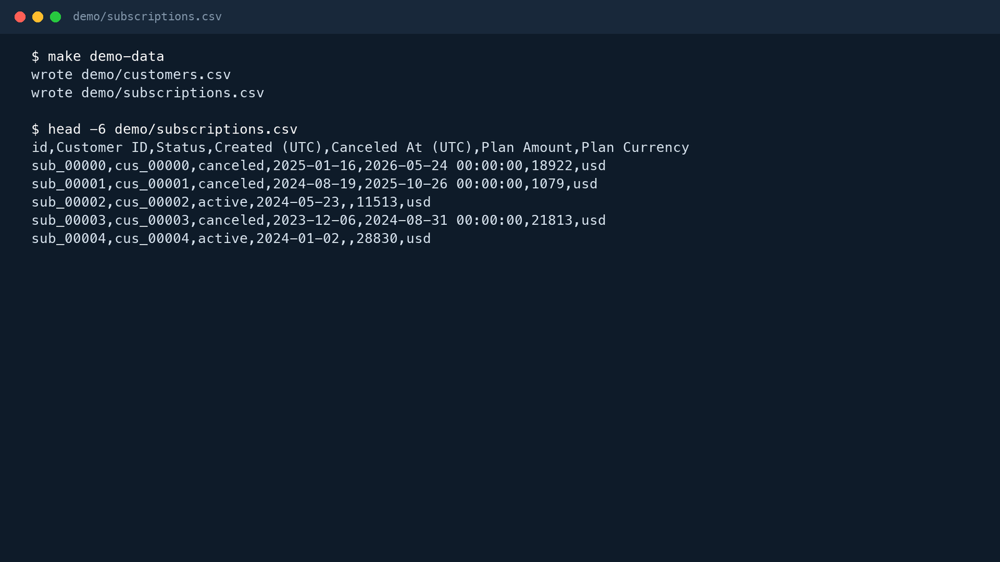 demo/subscriptions.csv
$ make demo-data
wrote demo/customers.csv
wrote demo/subscriptions.csv
$ head -6 demo/subscriptions.csv
id,Customer ID,Status,Created (UTC),Canceled At (UTC),Plan Amount,Plan Currency
sub_00000,cus_00000,canceled,2025-01-16,2026-05-24 00:00:00,18922,usd
sub_00001,cus_00001,canceled,2024-08-19,2025-10-26 00:00:00,1079,usd
sub_00002,cus_00002,active,2024-05-23,,11513,usd
sub_00003,cus_00003,canceled,2023-12-06,2024-08-31 00:00:00,21813,usd
sub_00004,cus_00004,active,2024-01-02,,28830,usd